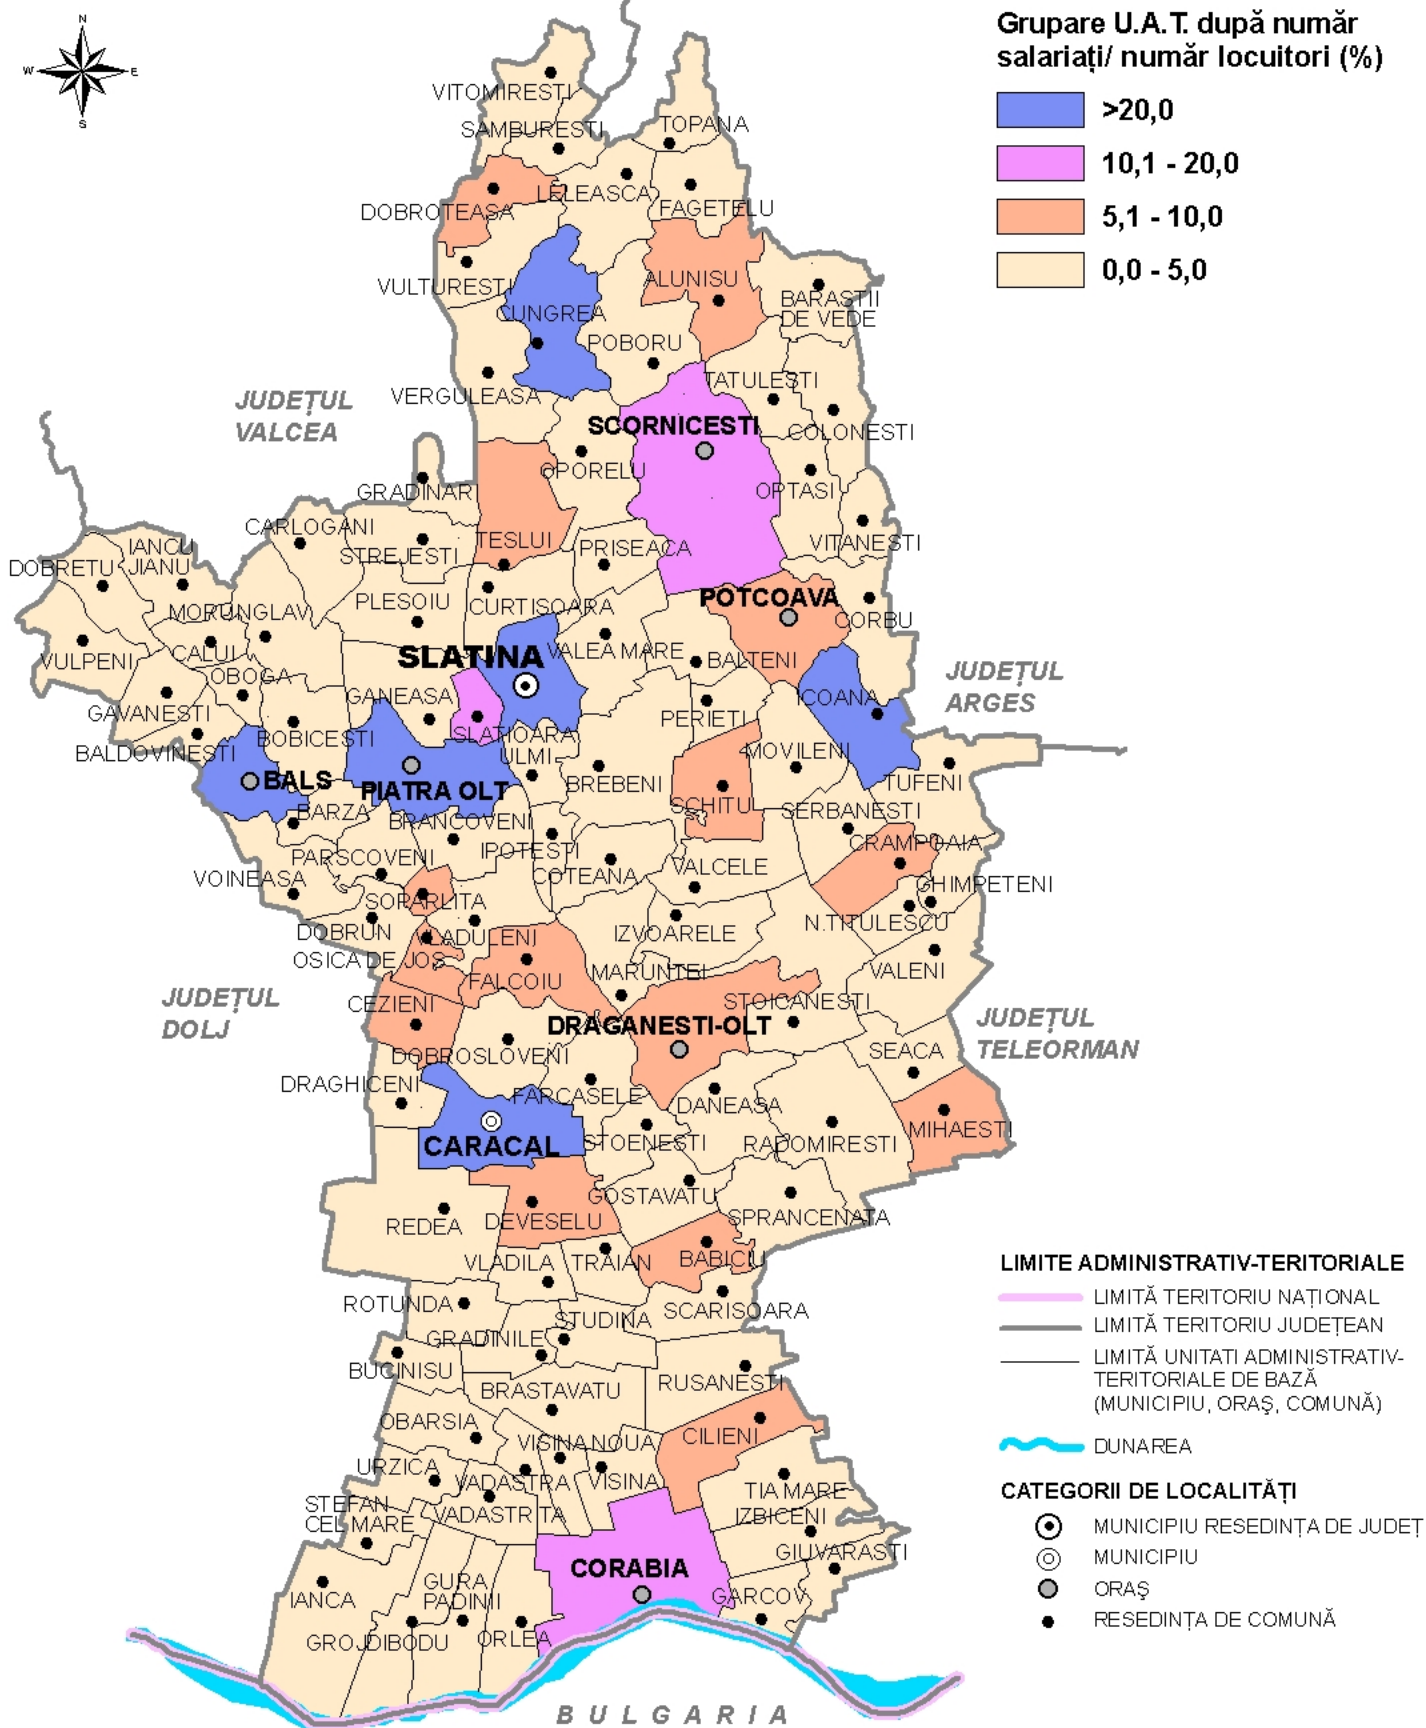 N
W
E
S
Grupare U.A.T. după număr
salariați/ număr locuitori (%)
>20,0
10,1 - 20,0
5,1 - 10,0
0,0 - 5,0
VITOMIRESTI
SAMBURESTI
TOPANA
LELEASCA
DOBROTEASA
FAGETELU
VULTURESTI
ALUNISU
CUNGREA
BARASTII
DE VEDE
POBORU
VERGULEASA
TATULESTI
JUDEȚUL
VALCEA
SCORNICESTI
COLONESTI
OPORELU
GRADINARI
OPTASI
CARLOGANI
STREJESTI
TESLUI
PRISEACA
VITANESTI
IANCU
JIANU
DOBRETU
PLESOIU
CURTISOARA
POTCOAVA
CORBU
MORUNGLAV
VULPENI
CALUI
SLATINA
VALEA MARE
BALTENI
OBOGA
GANEASA
ICOANA
JUDEȚUL
ARGES
GAVANESTI
PERIETI
SLATIOARA
BALDOVINESTI
BOBICESTI
ULMI
MOVILENI
BALS
PIATRA OLT
BREBENI
TUFENI
SCHITU
BARZA
BRANCOVENI
SERBANESTI
PARSCOVENI
IPOTESTI
CRAMPOAIA
VOINEASA
COTEANA
VALCELE
GHIMPETENI
SOPARLITA
N.TITULESCU
DOBRUN
VLADULENI
IZVOARELE
OSICA DE JOS
FALCOIU
MARUNTEI
VALENI
JUDEȚUL
DOLJ
CEZIENI
STOICANESTI
DRAGANESTI-OLT
JUDEȚUL
TELEORMAN
DOBROSLOVENI
SEACA
DRAGHICENI
FARCASELE
DANEASA
CARACAL
STOENESTI
RADOMIRESTI
MIHAESTI
GOSTAVATU
REDEA
DEVESELU
SPRANCENATA
VLADILA
TRAIAN
BABICIU
ROTUNDA
STUDINA
SCARISOARA
GRADINILE
BUCINISU
BRASTAVATU
RUSANESTI
OBARSIA
VISINA NOUA
CILIENI
URZICA
VADASTRA
VISINA
TIA MARE
STEFAN
CEL MARE
VADASTRITA
IZBICENI
GIUVARASTI
CORABIA
GURA
PADINII
IANCA
GARCOV
GROJDIBODU
ORLEA
BULGARIA
LIMITE ADMINISTRATIV-TERITORIALE
LIMITĂ TERITORIU NAȚIONAL
LIMITĂ TERITORIU JUDEȚEAN
LIMITĂ UNITATI ADMINISTRATIV-
TERITORIALE DE BAZĂ
(MUNICIPIU, ORAŞ, COMUNĂ)
DUNAREA
CATEGORII DE LOCALITĂȚI
MUNICIPIU RESEDINȚA DE JUDEȚ
MUNICIPIU
ORAŞ
RESEDINȚA DE COMUNĂ